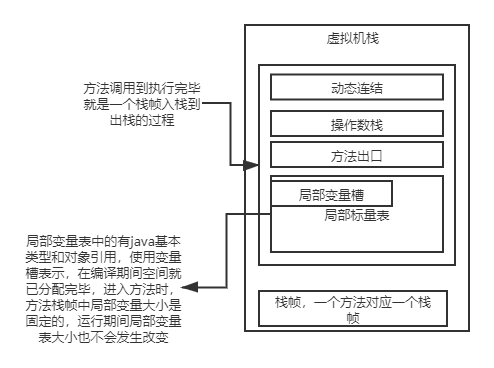 虚拟机栈
动态连结
操作数栈
方法出口
局部变量槽
局部标量表
栈帧，一个方法对应一个栈
帧
方法调用到执行完毕
就是一个栈帧入栈到
出栈的过程
局部变量表中的有java基本
类型和对象引用，使用变量
槽表示，在编译期间空间就
已分配完毕，进入方法时，
方法栈帧中局部变量大小是
固定的，运行期间局部变量
表大小也不会发生改变